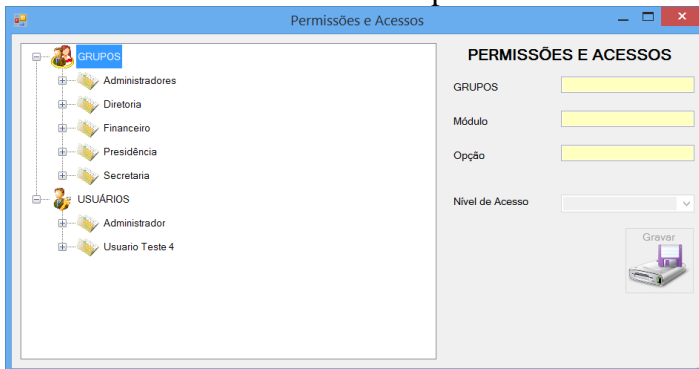 Permissões e Acessos
GRUPOS
Administradores
Diretoria
Financeiro
Presidência
Secretaria
USUÁRIOS
Administrador
Usuario Teste 4
PERMISSÕES E ACESSOS
GRUPOS
Módulo
Opção
Nível de Acesso
Gravar